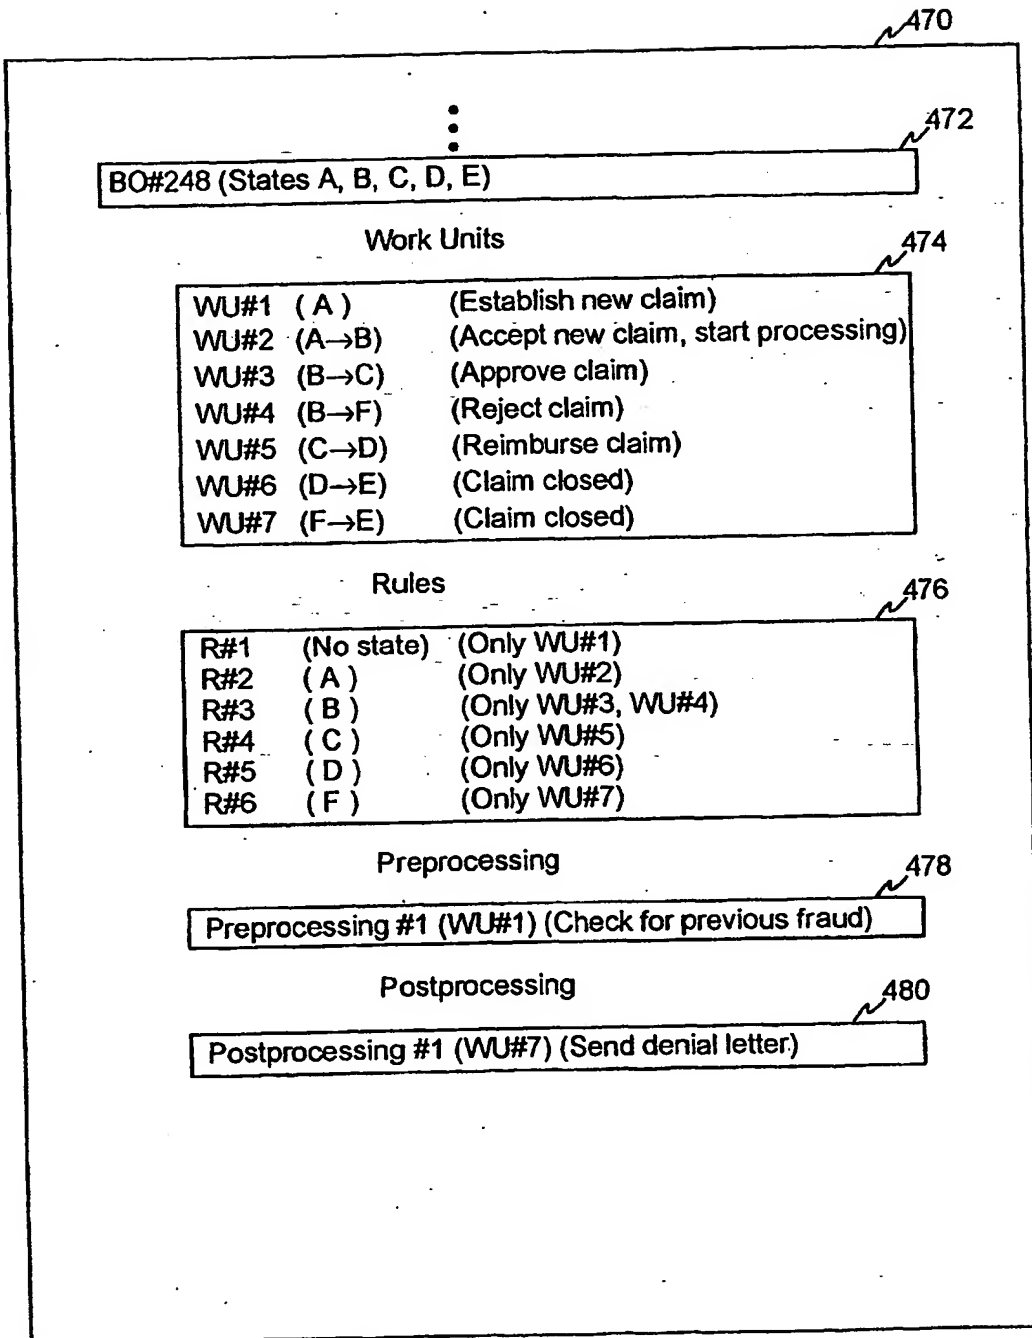 470
472
BO#248 (States A, B, C, D, E)
Work Units
474
WU#1 ( A ) (Establish new claim)
WU#2 (A→B) (Accept new claim, start processing)
WU#3 (B→C) (Approve claim)
WU#4 (B→F) (Reject claim)
WU#5 (C→D) (Reimburse claim)
WU#6 (D→E) (Claim closed)
WU#7 (F→E) (Claim closed)
Rules
476
R#1 (No state) (Only WU#1)
R#2 ( A ) (Only WU#2)
R#3 ( B ) (Only WU#3, WU#4)
R#4 ( C ) (Only WU#5)
R#5 ( D ) (Only WU#6)
R#6 ( F ) (Only WU#7)
Preprocessing
478
Preprocessing #1 (WU#1) (Check for previous fraud)
Postprocessing
480
Postprocessing #1 (WU#7) (Send denial letter.)